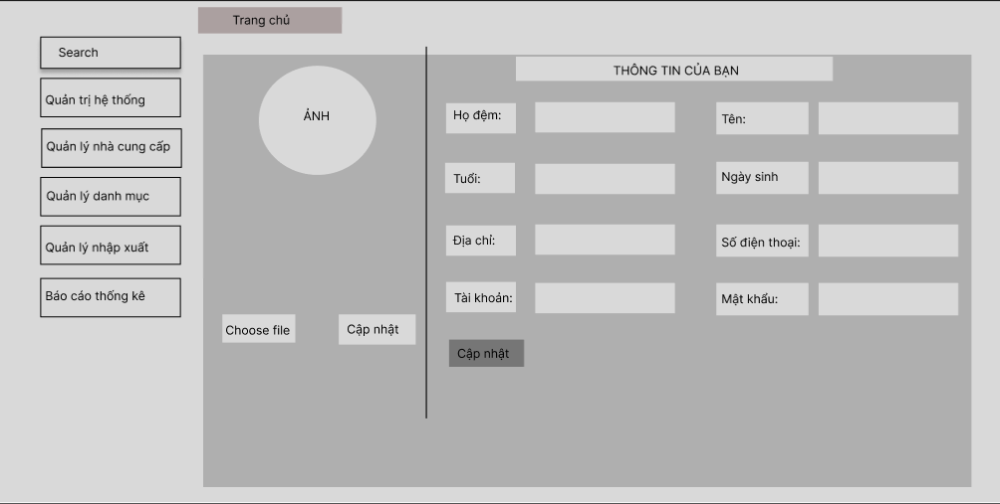 Trang chủ
Search
Quản trị hệ thống
Quản lý nhà cung cấp
Quản lý danh mục
Quản lý nhập xuất
Báo cáo thống kê
ẢNH
Choose file
Cập nhật
THÔNG TIN CỦA BẠN
Họ đệm:
Tên:
Tuổi:
Ngày sinh
Địa chỉ:
Số điện thoại:
Tài khoản:
Mật khẩu:
Cập nhật